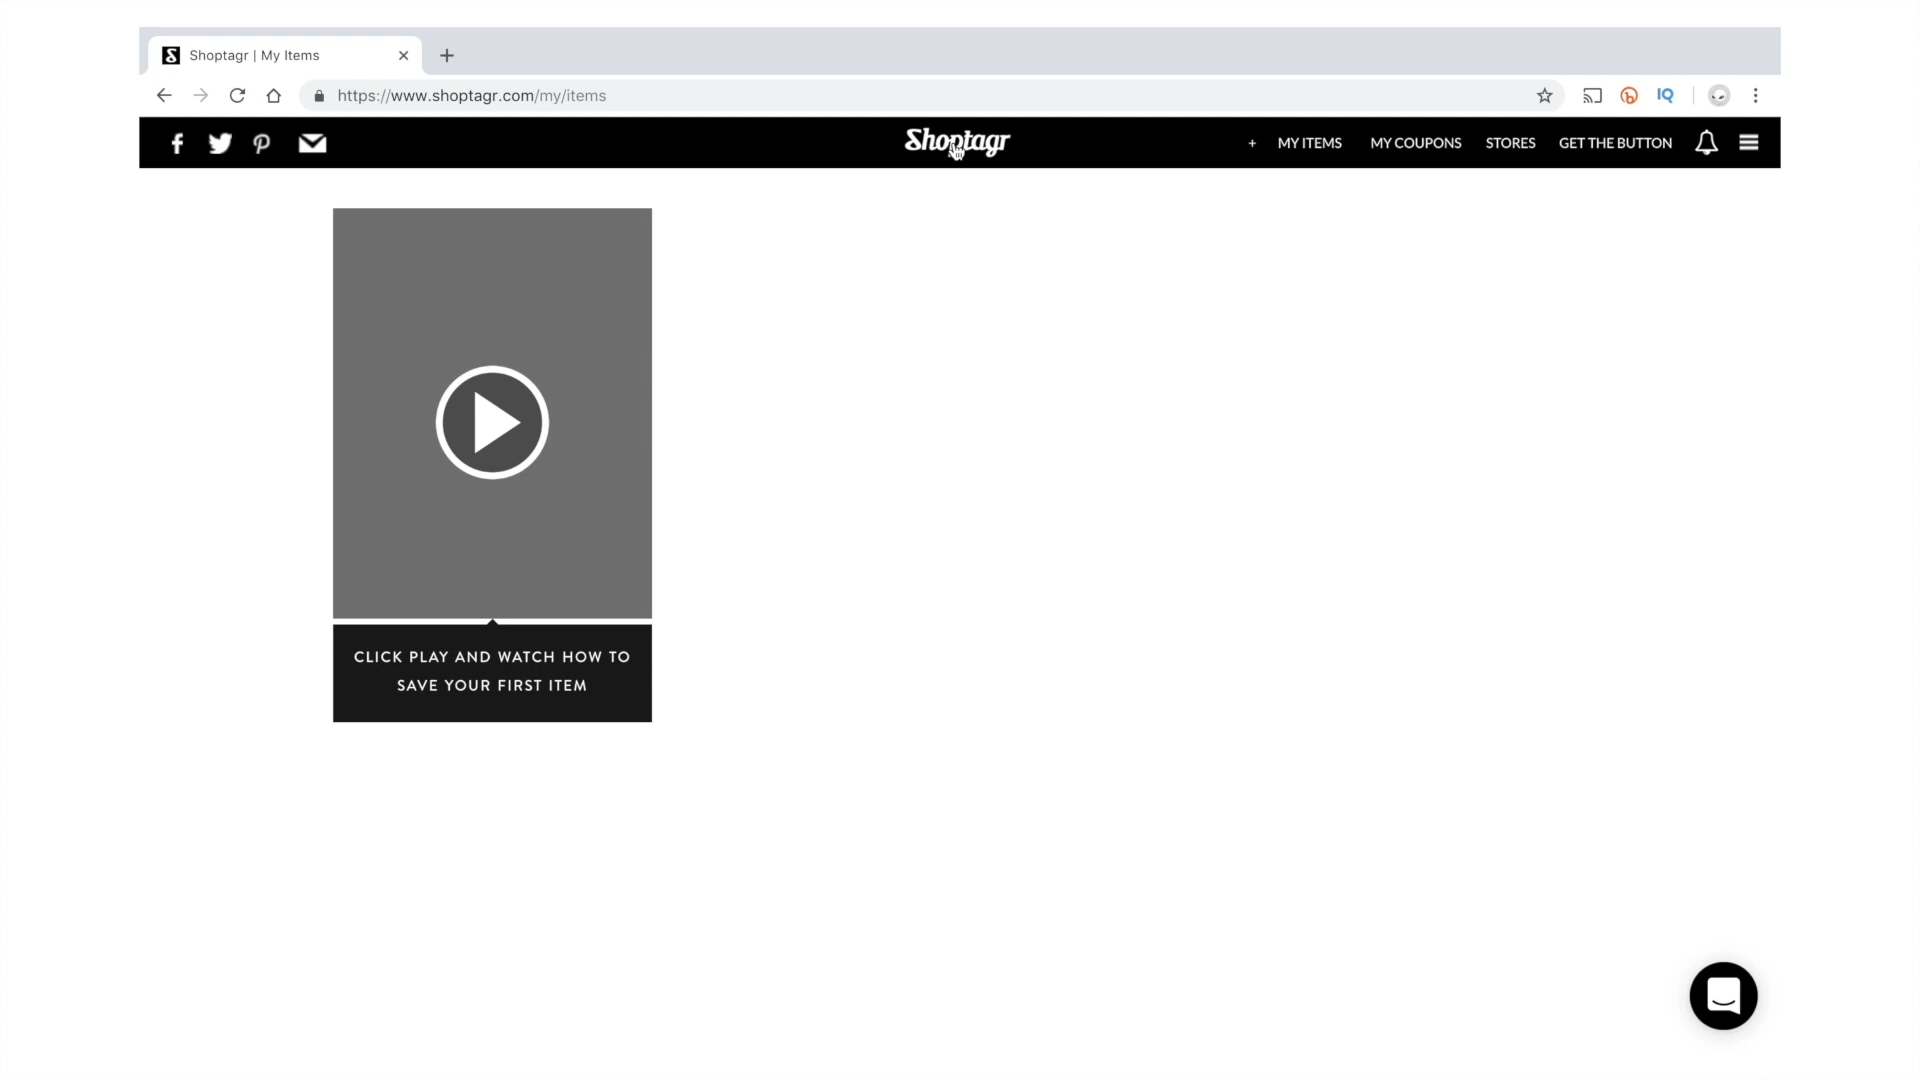 Shoptagr | My Items
https://www.shoptagr.com/my/items
IQ
Shoptagr
+ MY ITEMS MY COUPONS STORES GET THE BUTTON
CLICK PLAY AND WATCH HOW TO
SAVE YOUR FIRST ITEM